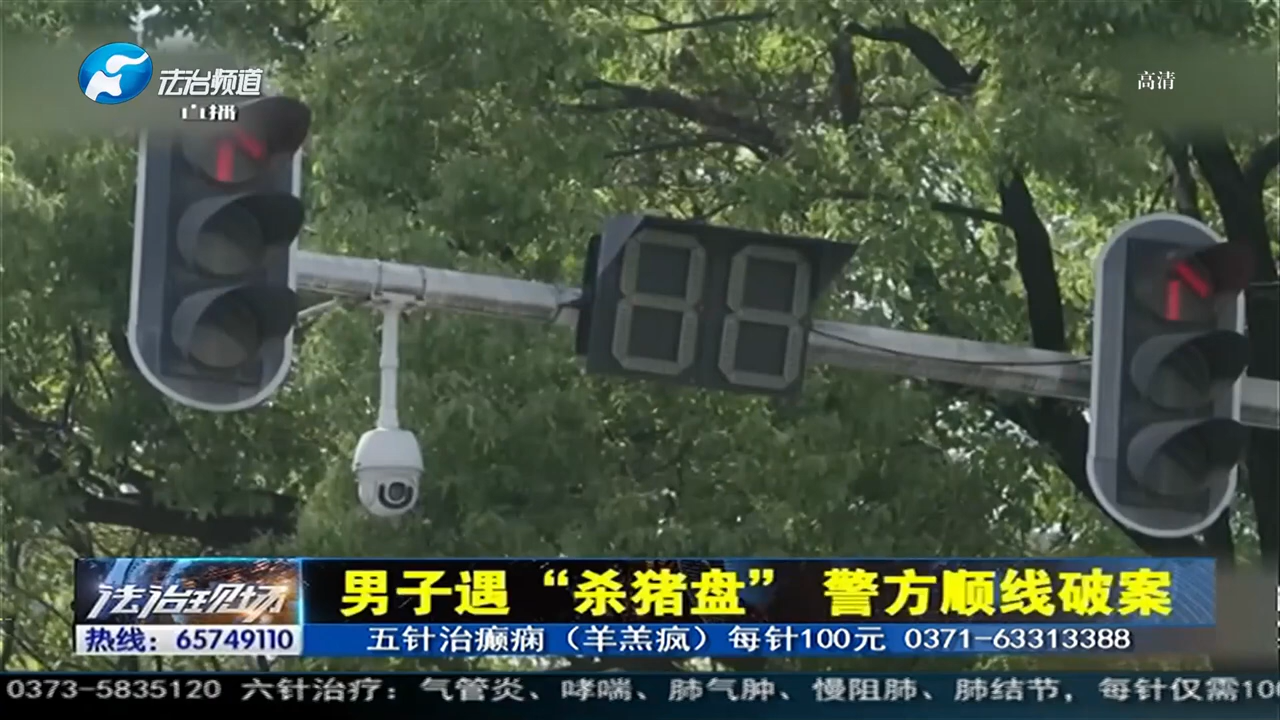 法治频道
直播
高清
88
法治现场
男子遇“杀猪盘” 警方顺线破案
热线：65749110
五针治癫痫（羊羔疯）每针100元 0371-63313388
0373-5835120 六针治疗：气管炎、哮喘、肺气肿、慢阻肺、肺结节，每针仅需10